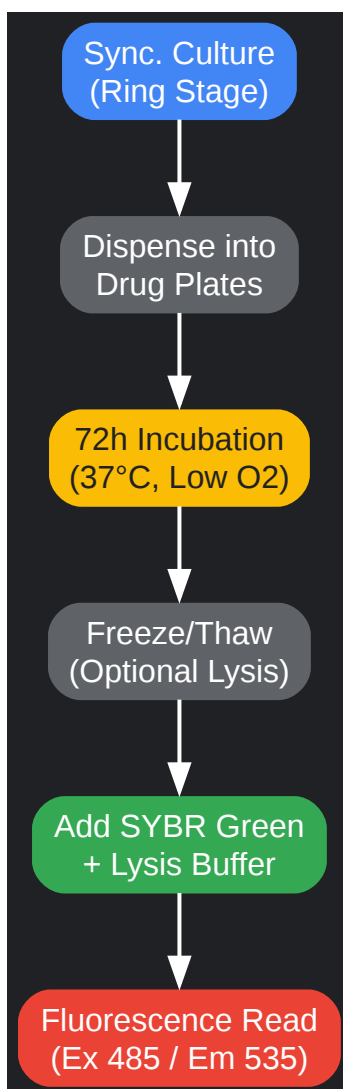 Sync. Culture
(Ring Stage)
Dispense into
Drug Plates
72h Incubation
(37°C, Low O2)
Freeze/Thaw
(Optional Lysis)
Add SYBR Green
+ Lysis Buffer
Fluorescence Read
(Ex 485 / Em 535)